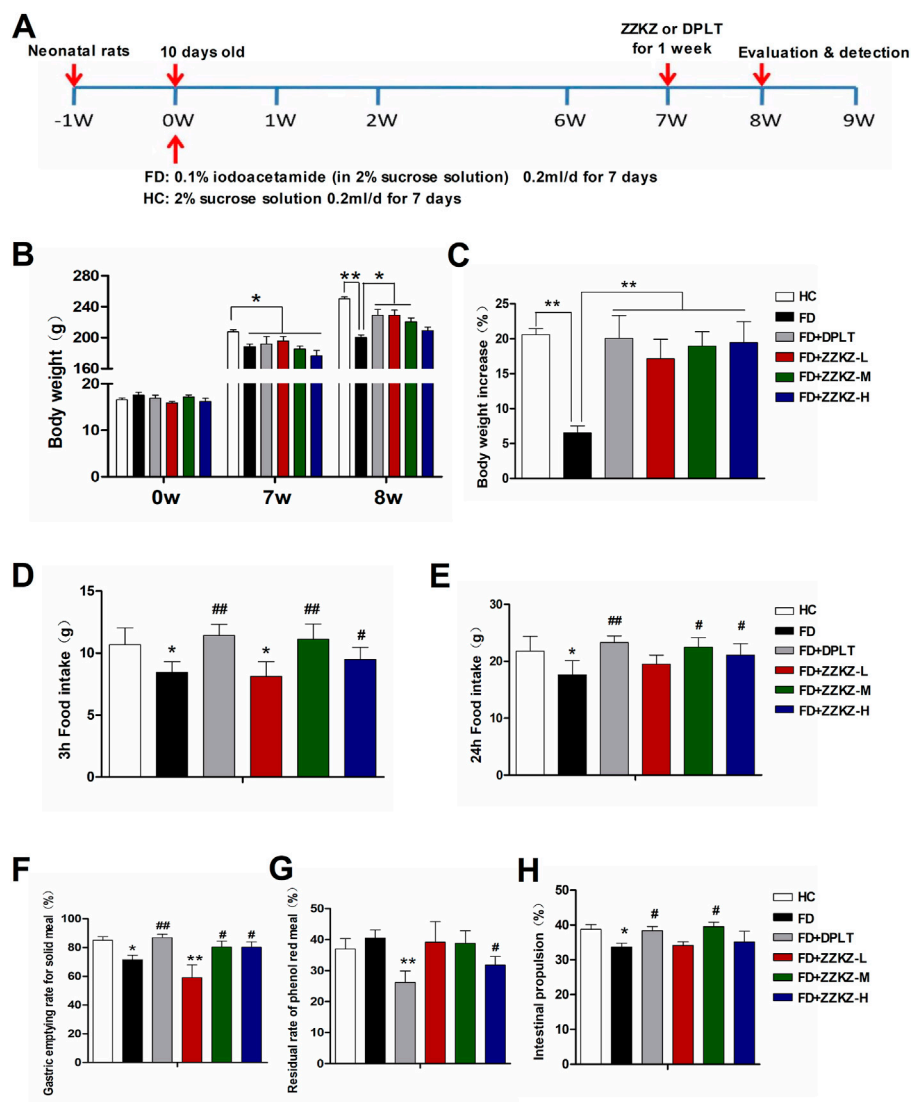 A
Neonatal rats
10 days old
ZZKZ or DPLT
for 1 week
Evaluation & detection
-1W 0W 1W 2W 6W 7W 8W 9W
FD: 0.1% iodoacetamide (in 2% sucrose solution) 0.2ml/d for 7 days
HC: 2% sucrose solution 0.2ml/d for 7 days
B
Body weight (g)
280
240
200
160
20
10
0
*
** *
0w 7w 8w
C
Body weight increase (%)
25
20
15
10
5
0
**
**
HC
FD
FD+DPLT
FD+ZZKZ-L
FD+ZZKZ-M
FD+ZZKZ-H
D
3h Food intake (g)
15
10
5
0
* ## * ## #
E
24h Food intake (g)
30
20
10
0
* ## # #
HC
FD
FD+DPLT
FD+ZZKZ-L
FD+ZZKZ-M
FD+ZZKZ-H
F
Gastric emptying rate for solid meal (%)
100
80
60
40
20
0
* ## ** # #
G
Residual rate of phenol red meal (%)
50
40
30
20
10
0
** #
H
Intestinal propulsion (%)
50
40
30
20
10
0
* # #
HC
FD
FD+DPLT
FD+ZZKZ-L
FD+ZZKZ-M
FD+ZZKZ-H